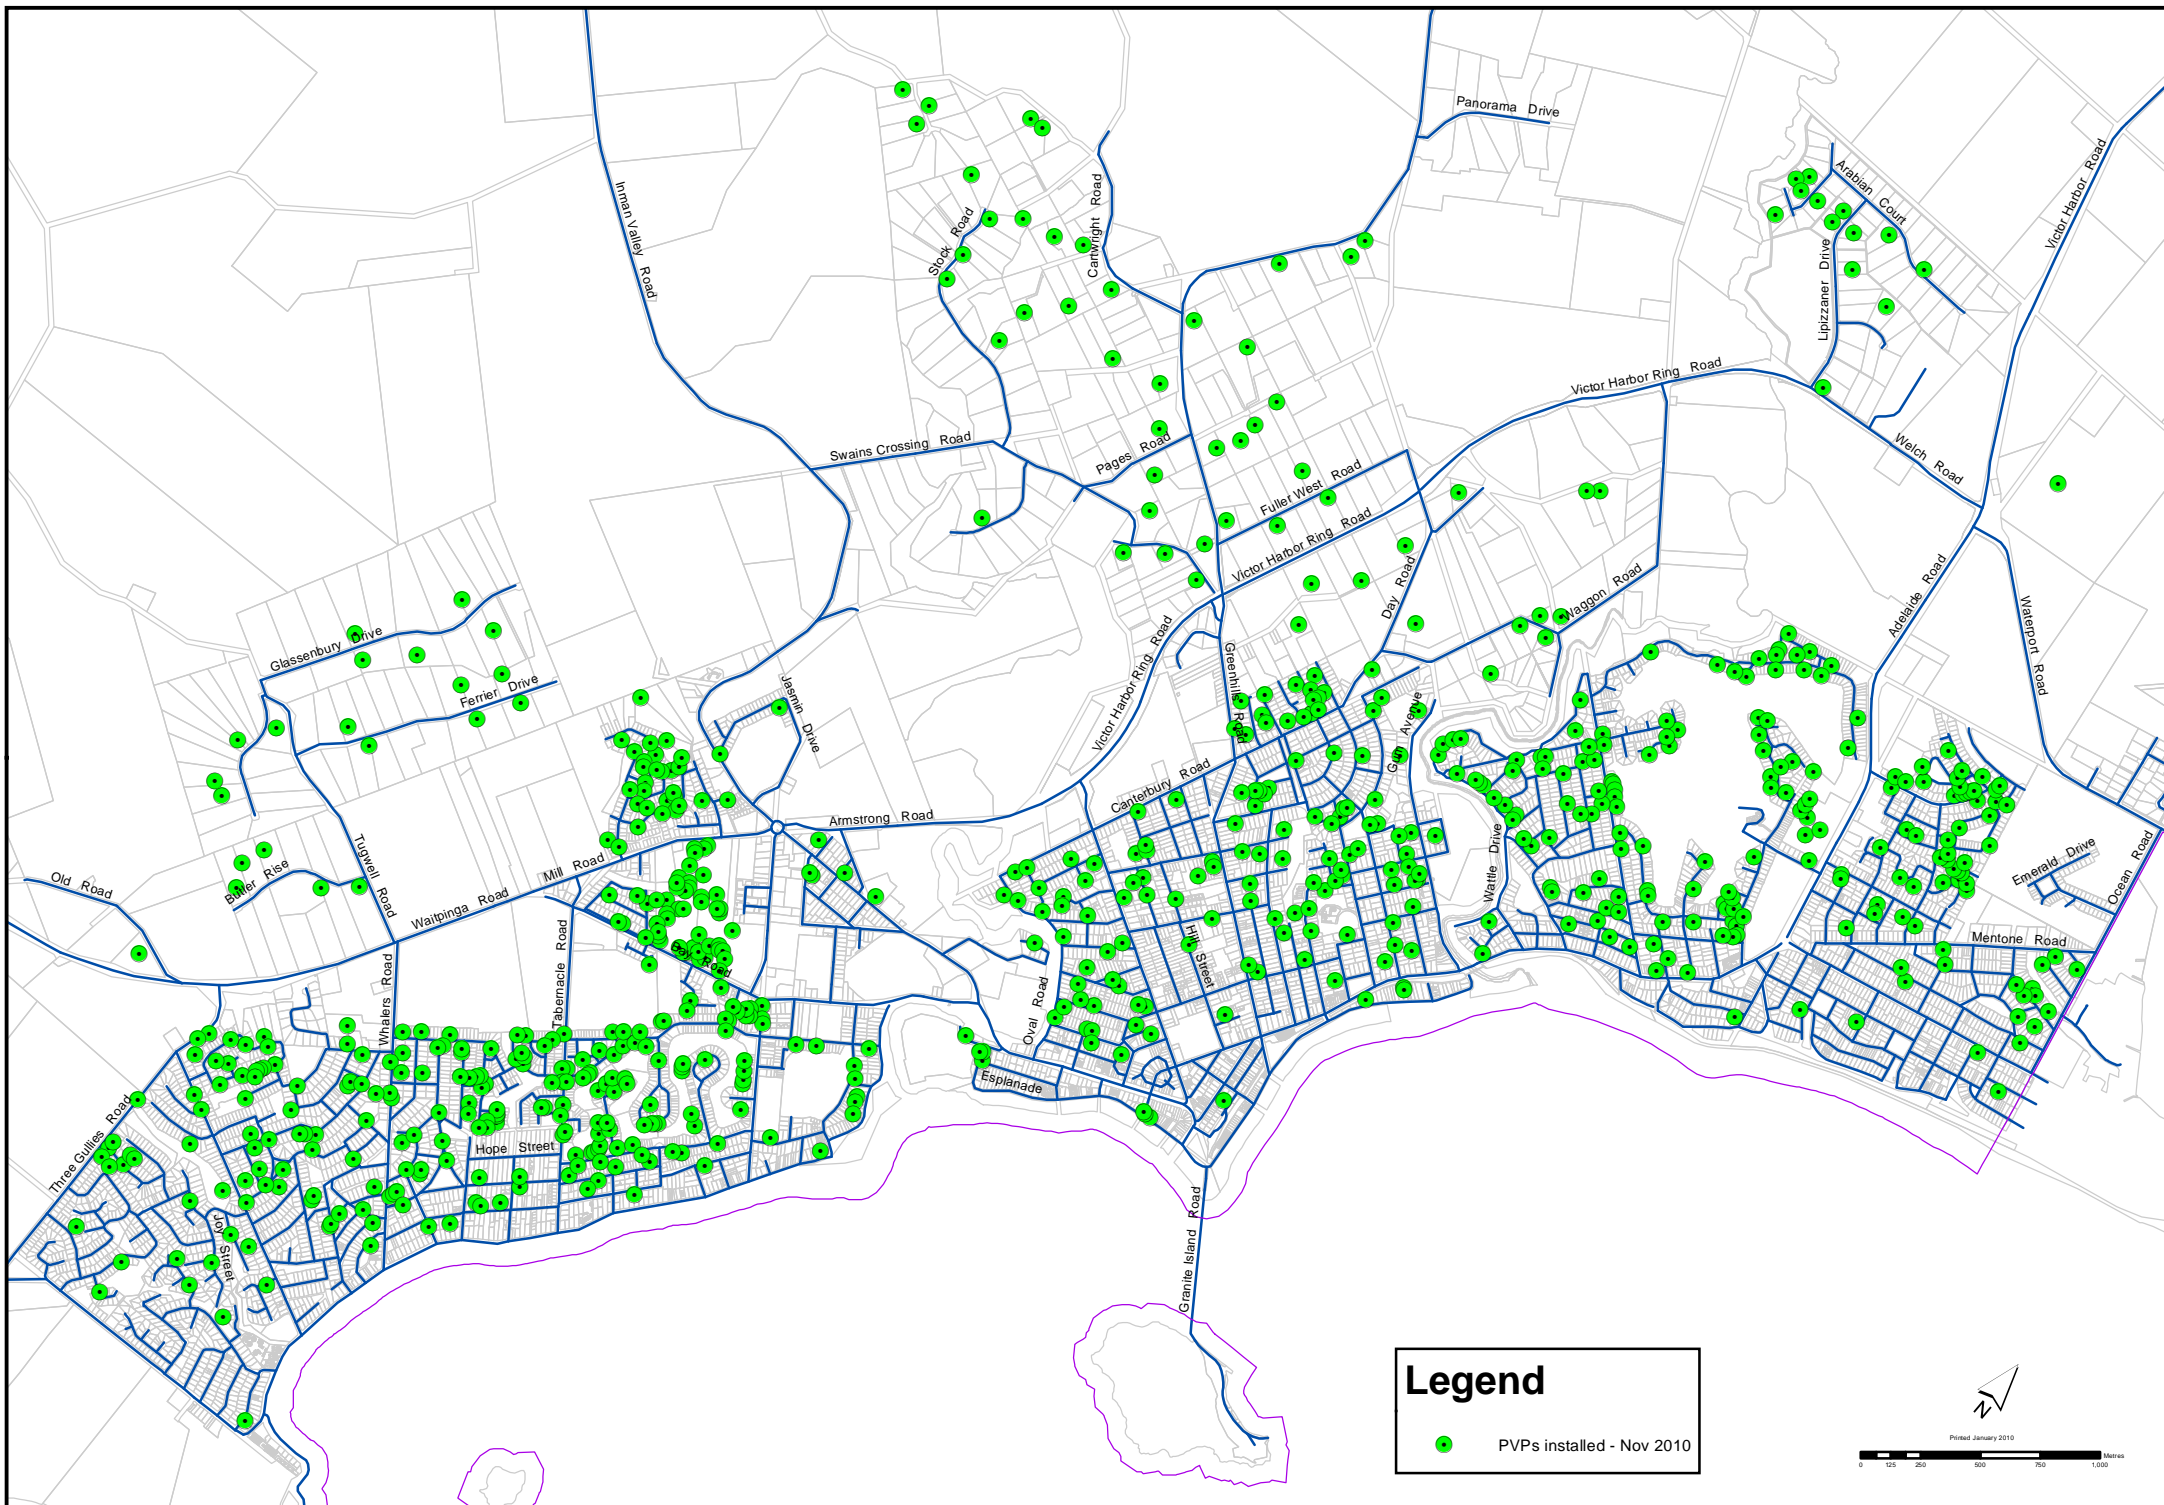 Panorama Drive
Arabian Court
Victor Harbor Road
Inman Valley Road
Stock Road
Cartwright Road
Lipizzaner Drive
Victor Harbor Ring Road
Swains Crossing Road
Pages Road
Welch Road
Fuller West Road
Victor Harbor Ring Road
Day Road
Waggon Road
Adelaide Road
Waterport Road
Glassenbury Drive
Ferrier Drive
Jasmin Drive
Victor Harbor Ring Road
Greenhills Road
Gum Avenue
Canterbury Road
Armstrong Road
Tugwell Road
Mill Road
Butler Rise
Old Road
Waitpinga Road
Wattle Drive
Emerald Drive
Ocean Road
Mentone Road
Whalers Road
Tabernacle Road
Bay Road
Hill Street
Oval Road
Esplanade
Three Gullies Road
Hope Street
Joy Street
Granite Island Road
Legend
PVPs installed - Nov 2010
N
Printed January 2010
Metres
0 125 250 500 750 1,000